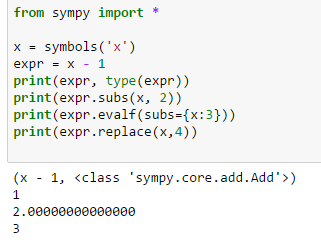 from sympy import *
x = symbols('x')
expr = x - 1
print(expr, type(expr))
print(expr.subs(x, 2))
print(expr.evalf(subs={x:3}))
print(expr.replace(x,4))
(x - 1, <class 'sympy.core.add.Add'>)
1
2.00000000000000
3